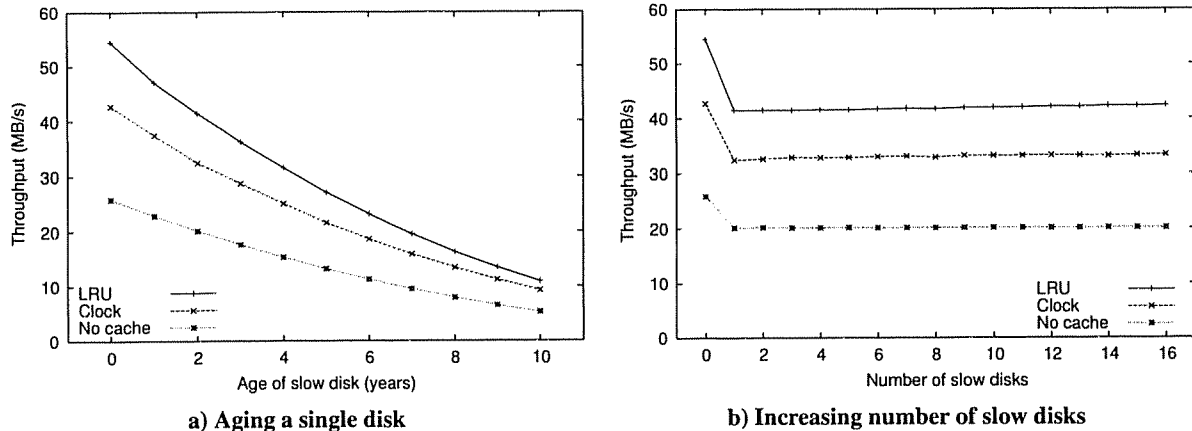 60
50
40
30
20
10
0
Throughput (MB/s)
LRU
Clock
No cache
0 2 4 6 8 10
Age of slow disk (years)
a) Aging a single disk
60
50
40
30
20
10
0
Throughput (MB/s)
LRU
Clock
No cache
0 2 4 6 8 10 12 14 16
Number of slow disks
b) Increasing number of slow disks